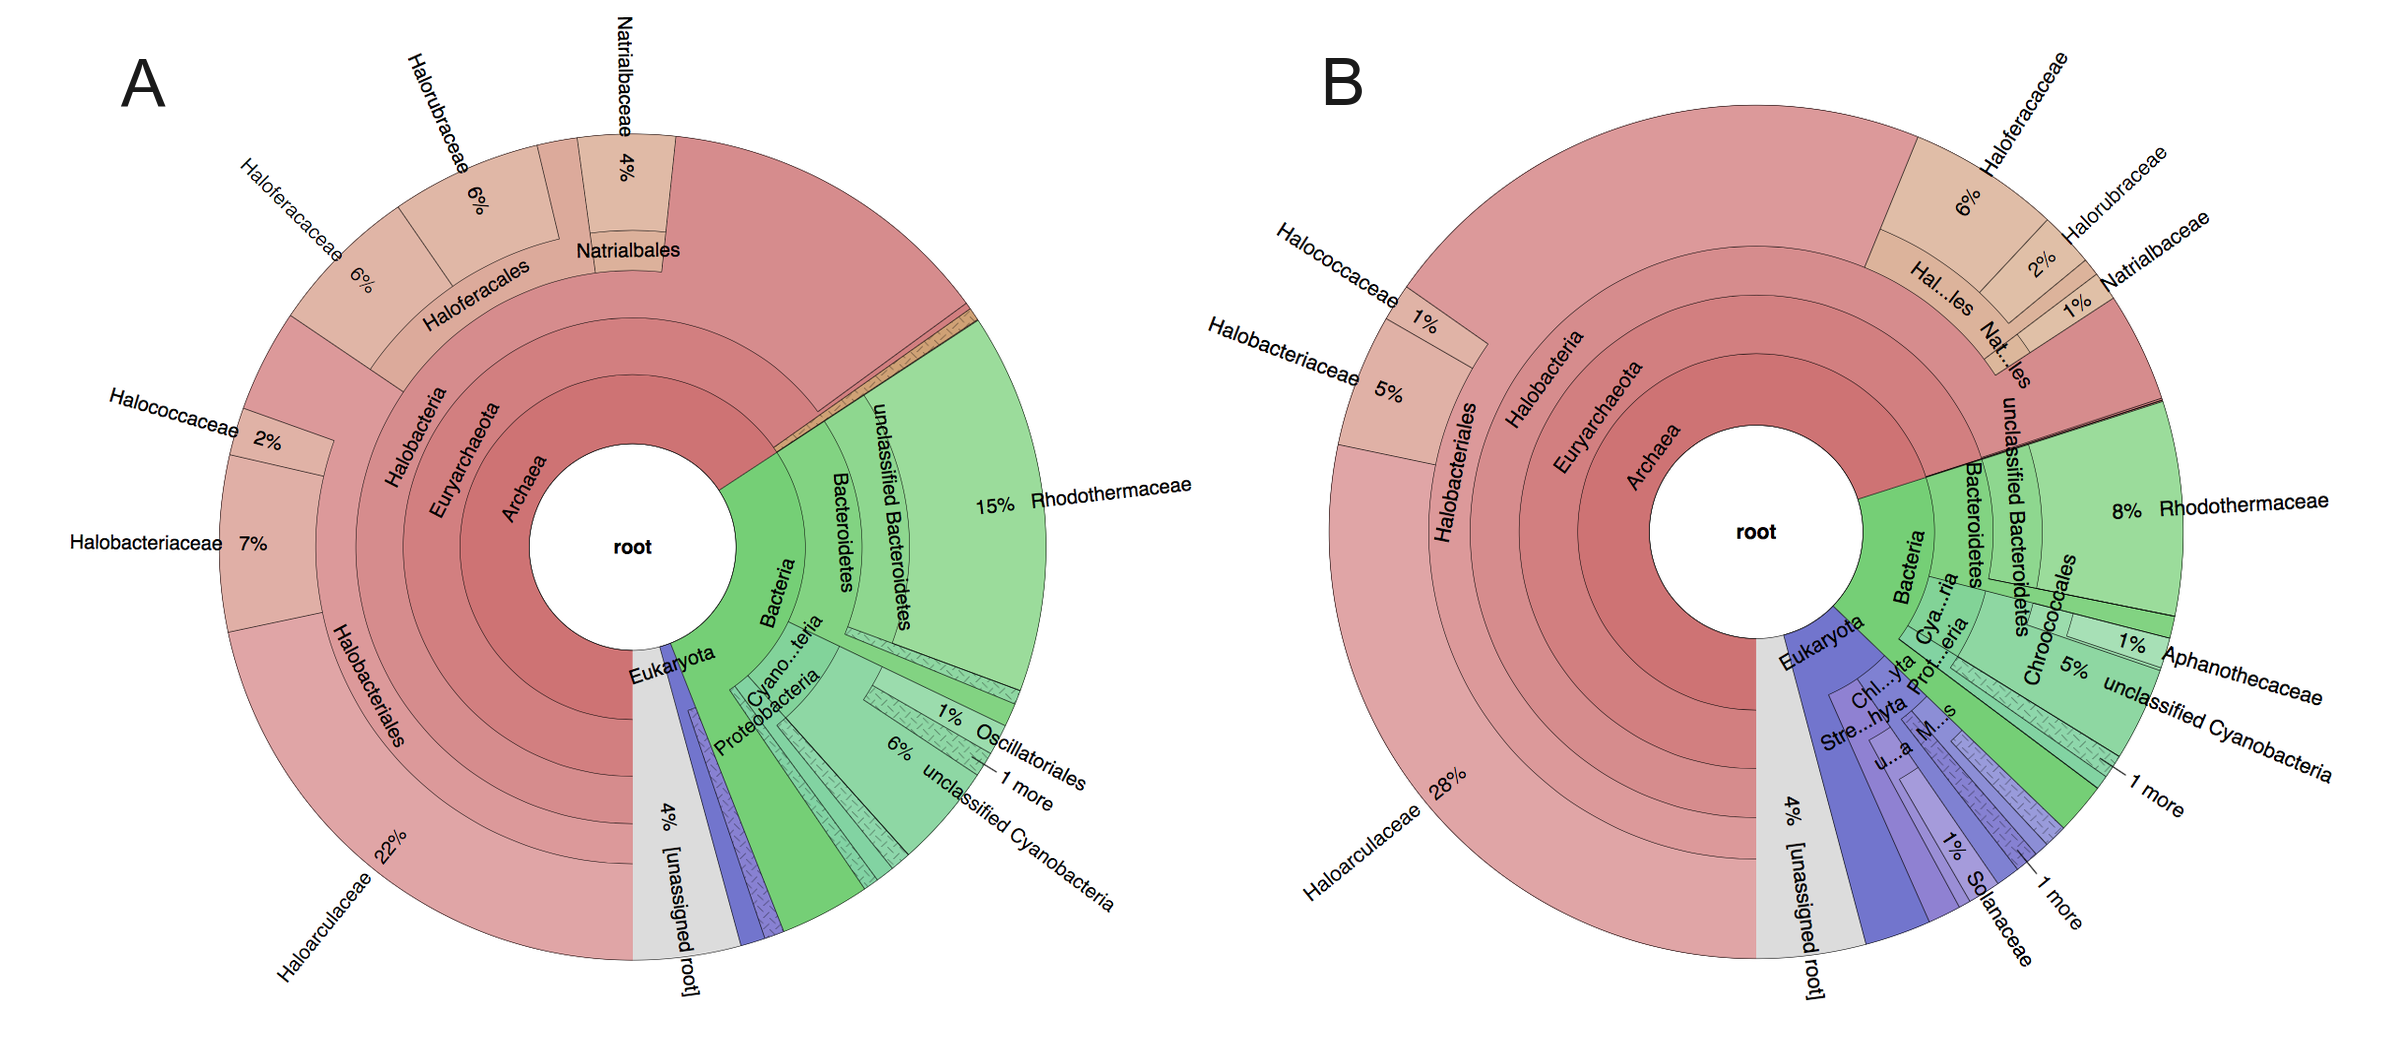 A
Natrialbaceae
4%
Natrialbales
Halorubraceae
6%
Haloferacaceae
6%
Haloferacales
Halococcaceae
2%
Halobacteriaceae
7%
Halobacteriales
Halobacteria
Euryarchaeota
Archaea
root
Haloarculaceae
22%
4%
[unassigned root]
Eukaryota
Bacteria
Bacteroidetes
unclassified Bacteroidetes
15%
Rhodothermaceae
Cyano...teria
Proteobacteria
1%
Oscillatoriales
1 more
6%
unclassified Cyanobacteria
B
Haloferacaceae
6%
Halorubraceae
2%
Natrialbaceae
1%
Hal...les
Nat...les
Halococcaceae
1%
Halobacteriaceae
5%
Halobacteriales
Halobacteria
Euryarchaeota
Archaea
root
Haloarculaceae
28%
4%
[unassigned root]
Eukaryota
Bacteria
Bacteroidetes
unclassified Bacteroidetes
8%
Rhodothermaceae
Cya...ria
Prot...eria
Chroococcales
1%
Aphanothecaceae
5%
unclassified Cyanobacteria
1 more
Chl...yta
Stre...hyta
M...s
u...a
1%
Solanaceae
1 more